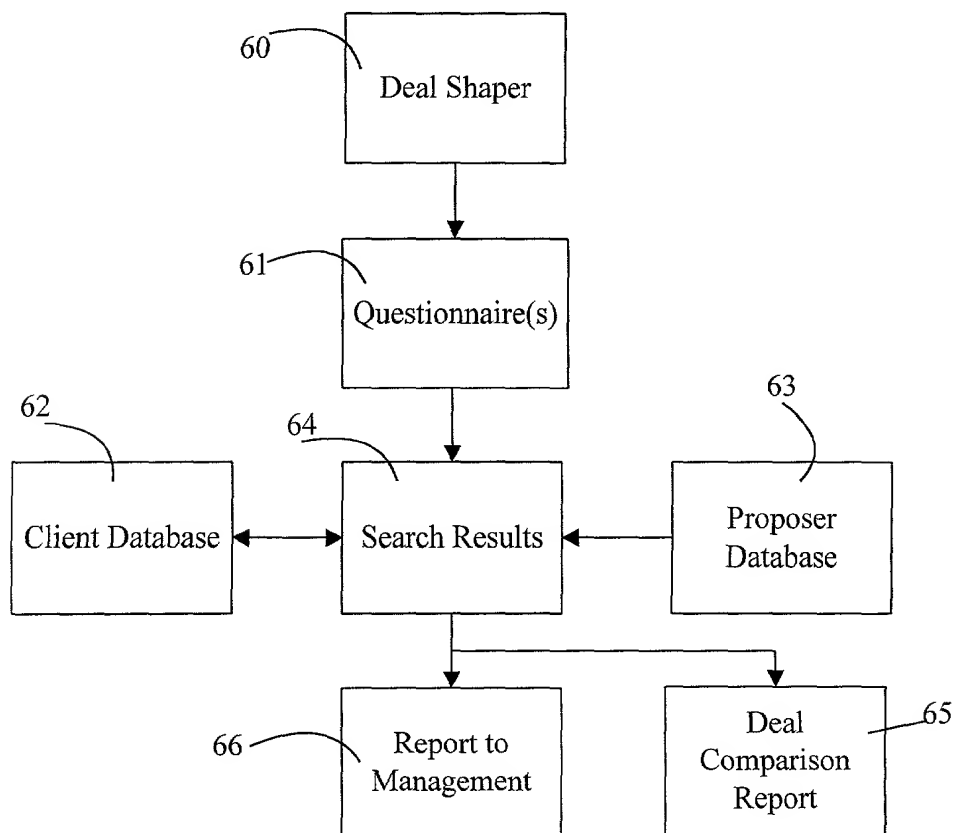 60
Deal Shaper
61
Questionnaire(s)
62
Client Database
64
Search Results
63
Proposer
Database
66
Report to
Management
65
Deal
Comparison
Report